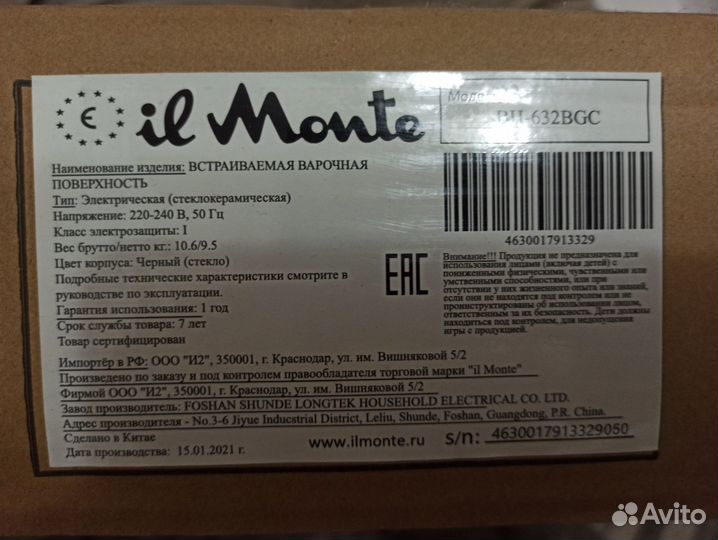 € il Monte
Моде
BH-632BGC
Наименование изделия: ВСТРАИВАЕМАЯ ВАРОЧНАЯ
ПОВЕРХНОСТЬ
Тип: Электрическая (стеклокерамическая)
Напряжение: 220-240 В, 50 Гц
Класс электрозащиты: I
Вес брутто/нетто кг.: 10.6/9.5
Цвет корпуса: Черный (стекло)
Подробные технические характеристики смотрите в
руководстве по эксплуатации.
Гарантия использования: 1 год
Срок службы товара: 7 лет
Товар сертифицирован
4630017913329
EAC
Внимание!!! Продукция не предназначена для
использования лицами (включая детей) с
пониженными физическими, чувственными или
умственными способностями, или при
отсутствии у них жизненного опыта или знаний,
если они не находятся под контролем или не
проинструктированы об использовании лицом,
ответственным за их безопасность. Дети должны
находиться под контролем, для недопущения
игры с продукцией.
Импортёр в РФ: ООО "И2", 350001, г. Краснодар, ул. им. Вишняковой 5/2
Произведено по заказу и под контролем правообладателя торговой марки "il Monte"
Фирмой ООО "И2", 350001, г. Краснодар, ул. им. Вишняковой 5/2
Завод производитель: FOSHAN SHUNDE LONGTEK HOUSEHOLD ELECTRICAL CO. LTD.
Адрес производителя - No.3-6 Jiyue Inducstrial District, Leliu, Shunde, Foshan, Guangdong, P.R. China.
Сделано в Китае
Дата производства: 15.01.2021 г.
www.ilmonte.ru
s/n: 4630017913329050
Avito